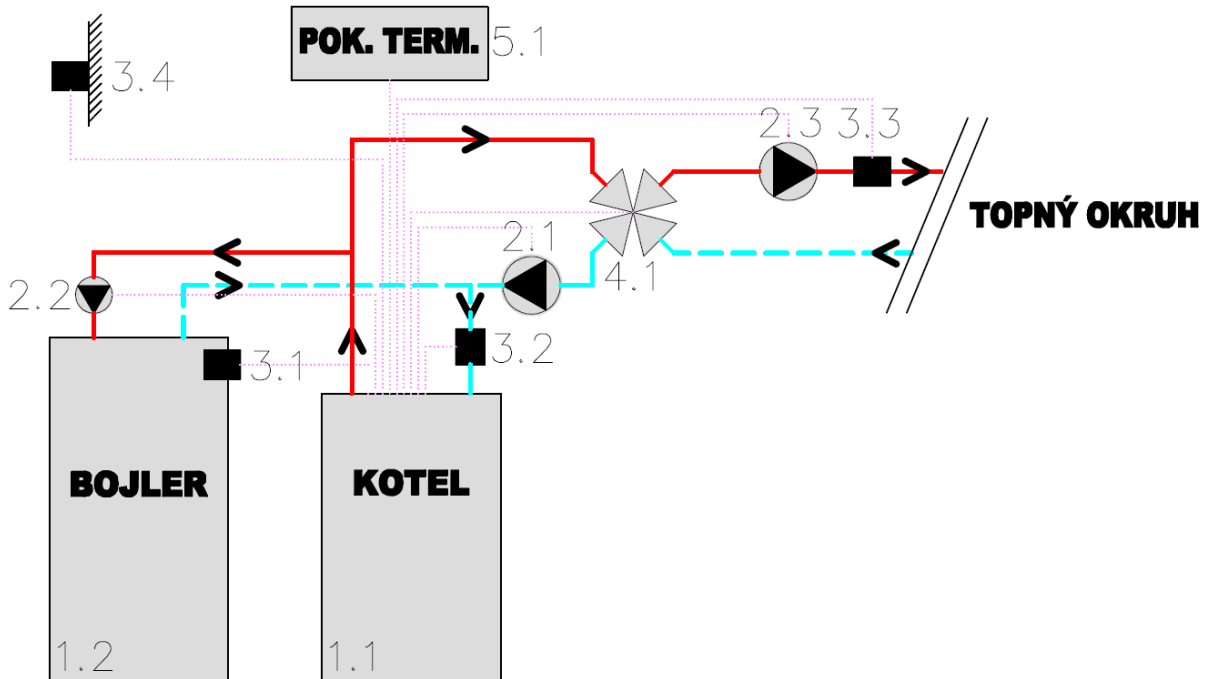 POK. TERM. 5.1
3.4
2.3 3.3
TOPNÝ OKRUH
2.1
4.1
2.2
3.2
3.1
BOJLER
KOTEL
1.2
1.1